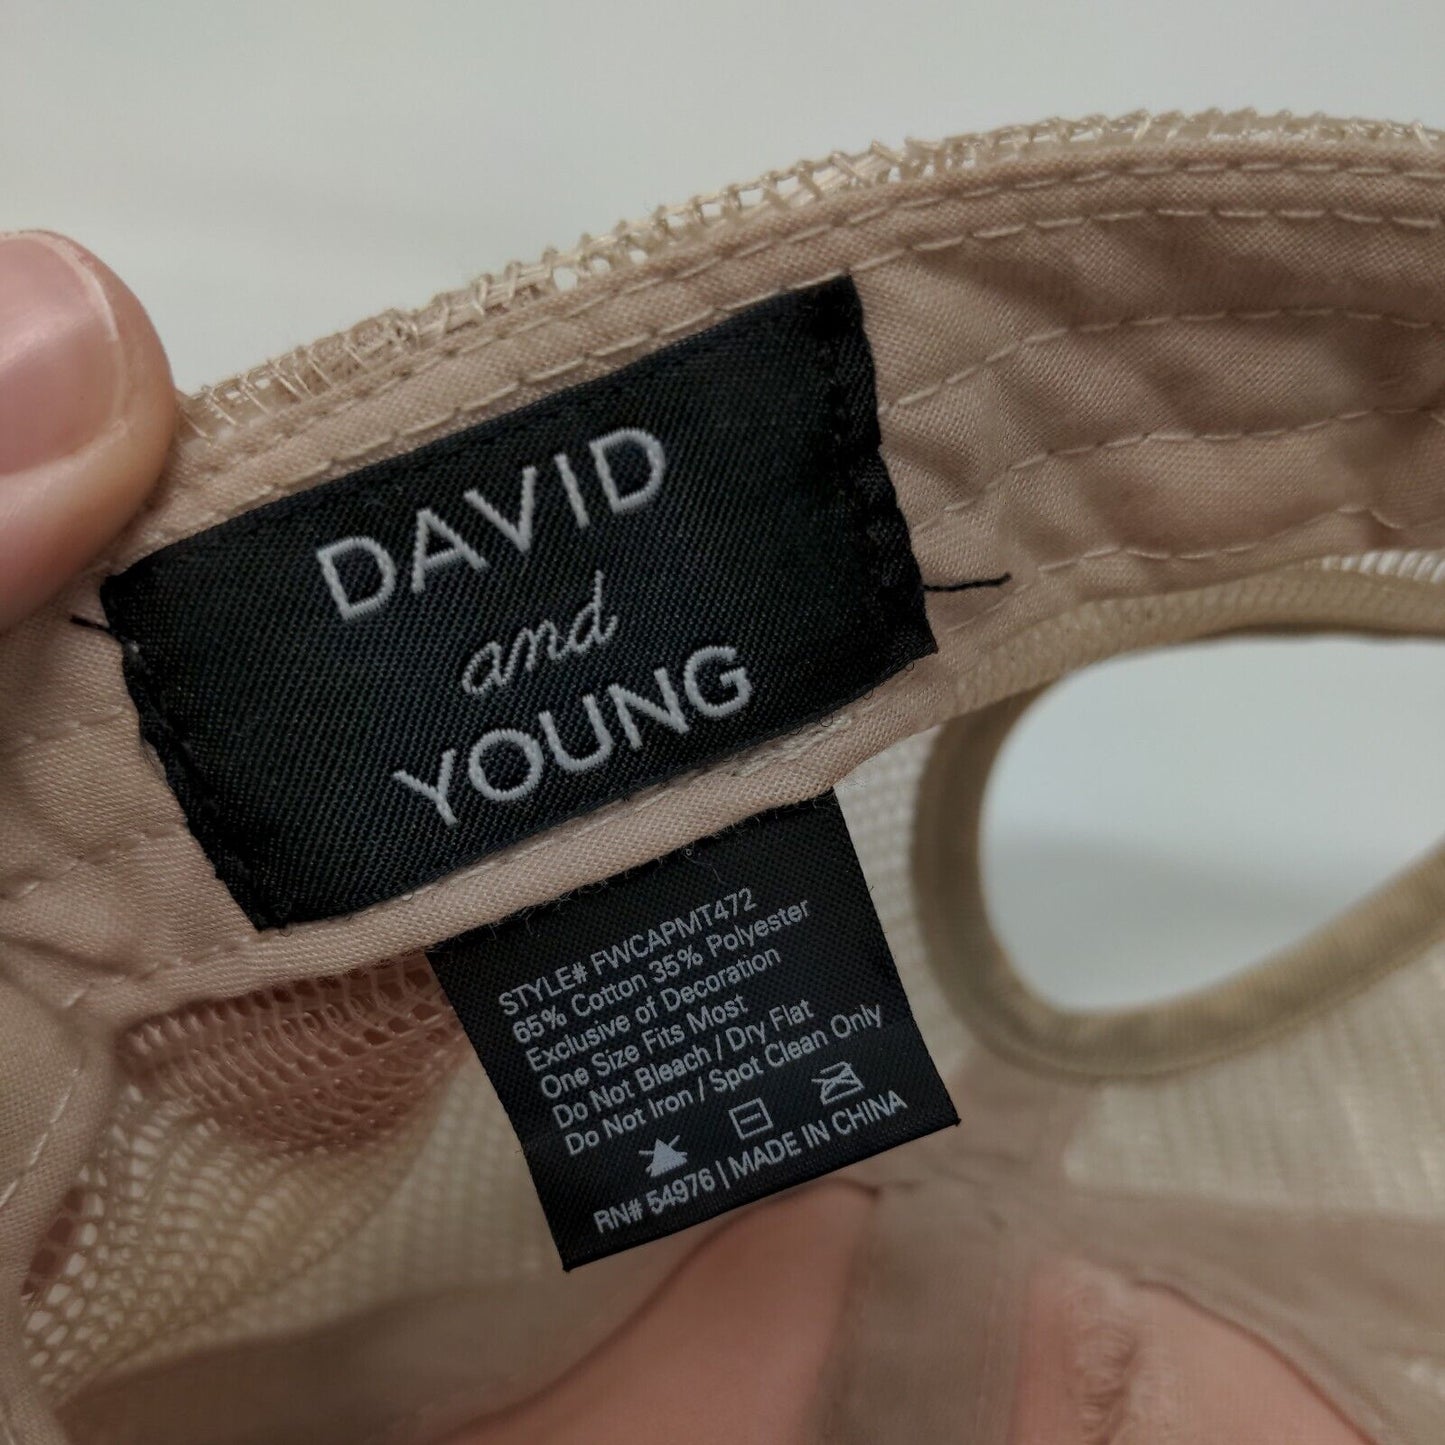 DAVID
and
YOUNG
STYLE# FWCAPMT472
65% Cotton 35% Polyester
Exclusive of Decoration
One Size Fits Most
Do Not Bleach / Dry Flat
Do Not Iron / Spot Clean Only
RN# 54976 | MADE IN CHINA